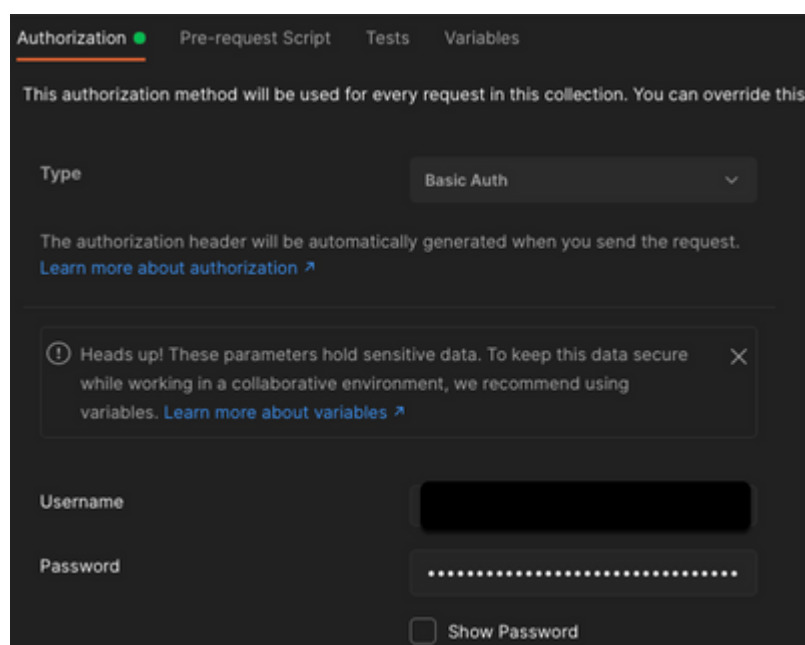 Authorization Pre-request Script Tests Variables
This authorization method will be used for every request in this collection. You can override this
Type Basic Auth
The authorization header will be automatically generated when you send the request.
Learn more about authorization ↗
Heads up! These parameters hold sensitive data. To keep this data secure
while working in a collaborative environment, we recommend using
variables. Learn more about variables ↗
Username
Password ••••••••••••••••••••••••••••••••
Show Password